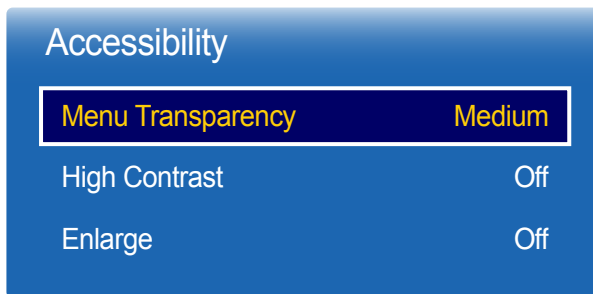 Accessibility
Menu Transparency Medium
High Contrast Off
Enlarge Off